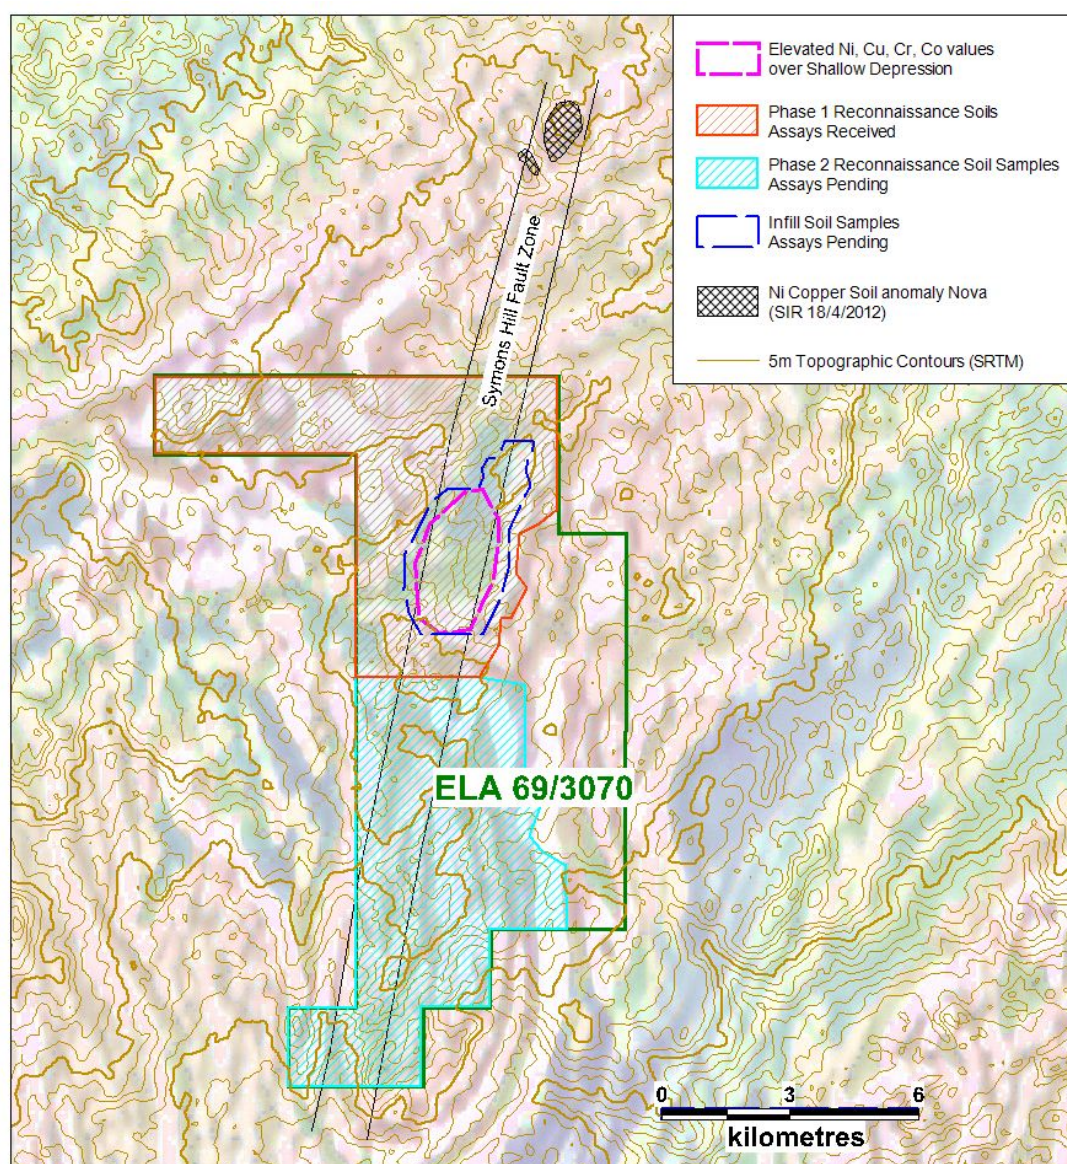 Elevated Ni, Cu, Cr, Co values
over Shallow Depression
Phase 1 Reconnaissance Soils
Assays Received
Phase 2 Reconnaissance Soil Samples
Assays Pending
Infill Soil Samples
Assays Pending
Ni Copper Soil anomaly Nova
(SIR 18/4/2012)
5m Topographic Contours (SRTM)
Symons Hill Fault Zone
ELA 69/3070
0 3 6
kilometres